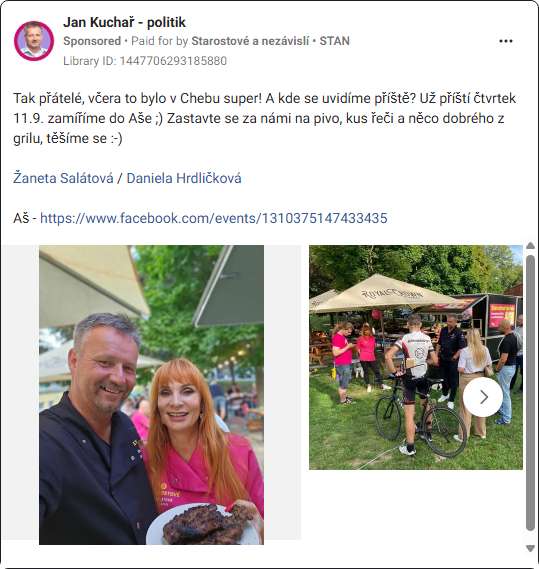 Jan Kuchař - politik
Sponsored • Paid for by Starostové a nezávislí • STAN
Library ID: 1447706293185880
Tak přátelé, včera to bylo v Chebu super! A kde se uvidíme příště? Už příští čtvrtek
11.9. zamíříme do Aše ;) Zastavte se za námi na pivo, kus řeči a něco dobrého z
grilu, těšíme se :-)
Žaneta Salátová / Daniela Hrdličková
Aš - https://www.facebook.com/events/1310375147433435